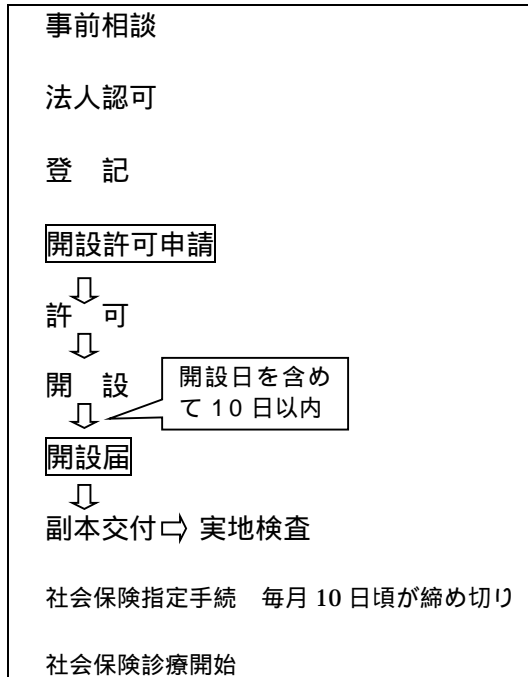 事前相談
法人認可
登　記
開設許可申請
⇩
許　可
⇩
開　設
開設日を含め
て１０日以内
⇩
開設届
⇩
副本交付⇨ 実地検査
社会保険指定手続　毎月 10 日頃が締め切り
社会保険診療開始